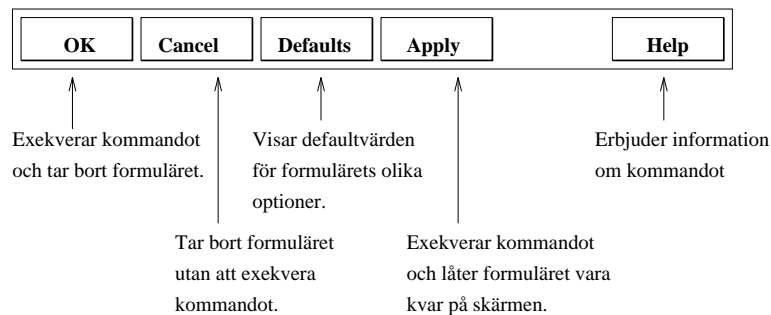 OK
Cancel
Defaults
Apply
Help
Exekverar kommandot
och tar bort formuläret.
Visar defaultvärden
för formulärets olika
optioner.
Erbjuder information
om kommandot
Tar bort formuläret
utan att exekvera
kommandot.
Exekverar kommandot
och låter formuläret vara
kvar på skärmen.